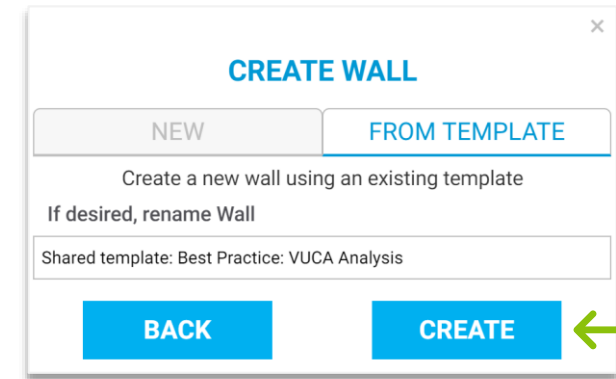 ×
CREATE WALL
NEW
FROM TEMPLATE
Create a new wall using an existing template
If desired, rename Wall
Shared template: Best Practice: VUCA Analysis
BACK
CREATE